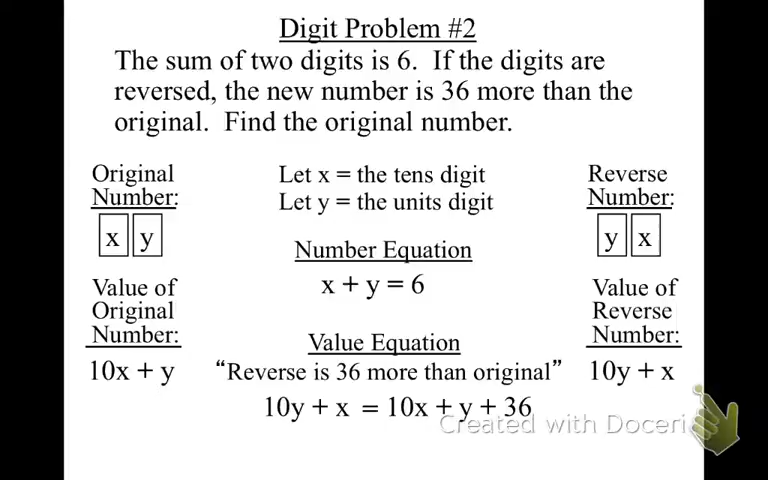 Digit Problem #2
The sum of two digits is 6. If the digits are
reversed, the new number is 36 more than the
original. Find the original number.
Original
Number:
x y
Value of
Original
Number:
10x + y
Let x = the tens digit
Let y = the units digit
Number Equation
x + y = 6
Value Equation
“Reverse is 36 more than original”
10y + x = 10x + y + 36
Reverse
Number:
y x
Value of
Reverse
Number:
10y + x
Created with Doceri